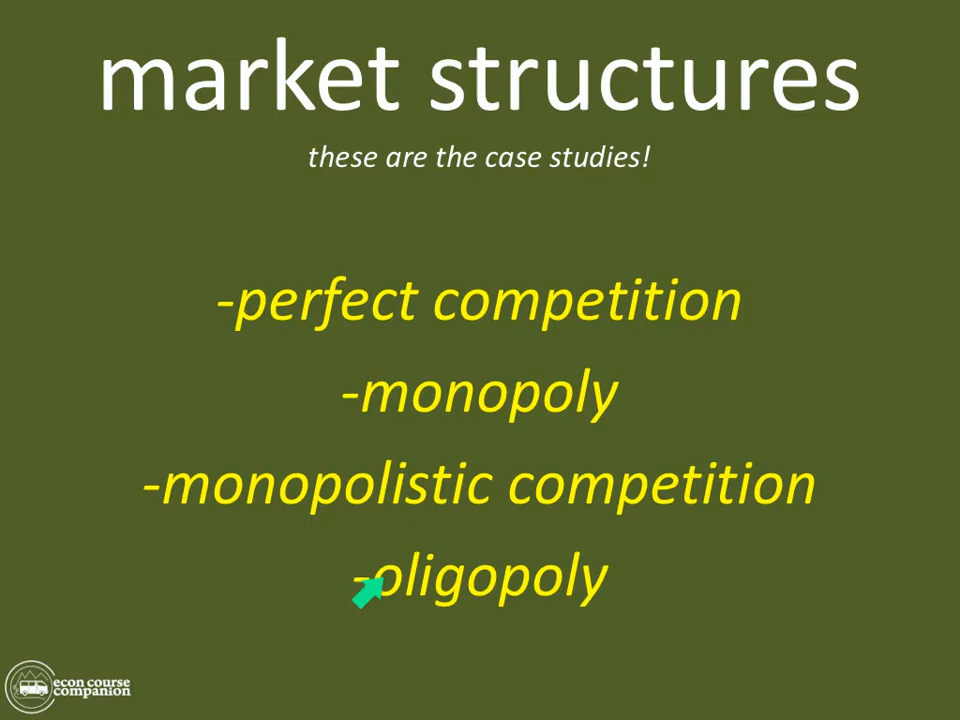 market structures
these are the case studies!
-perfect competition
-monopoly
-monopolistic competition
-oligopoly
econ course
companion